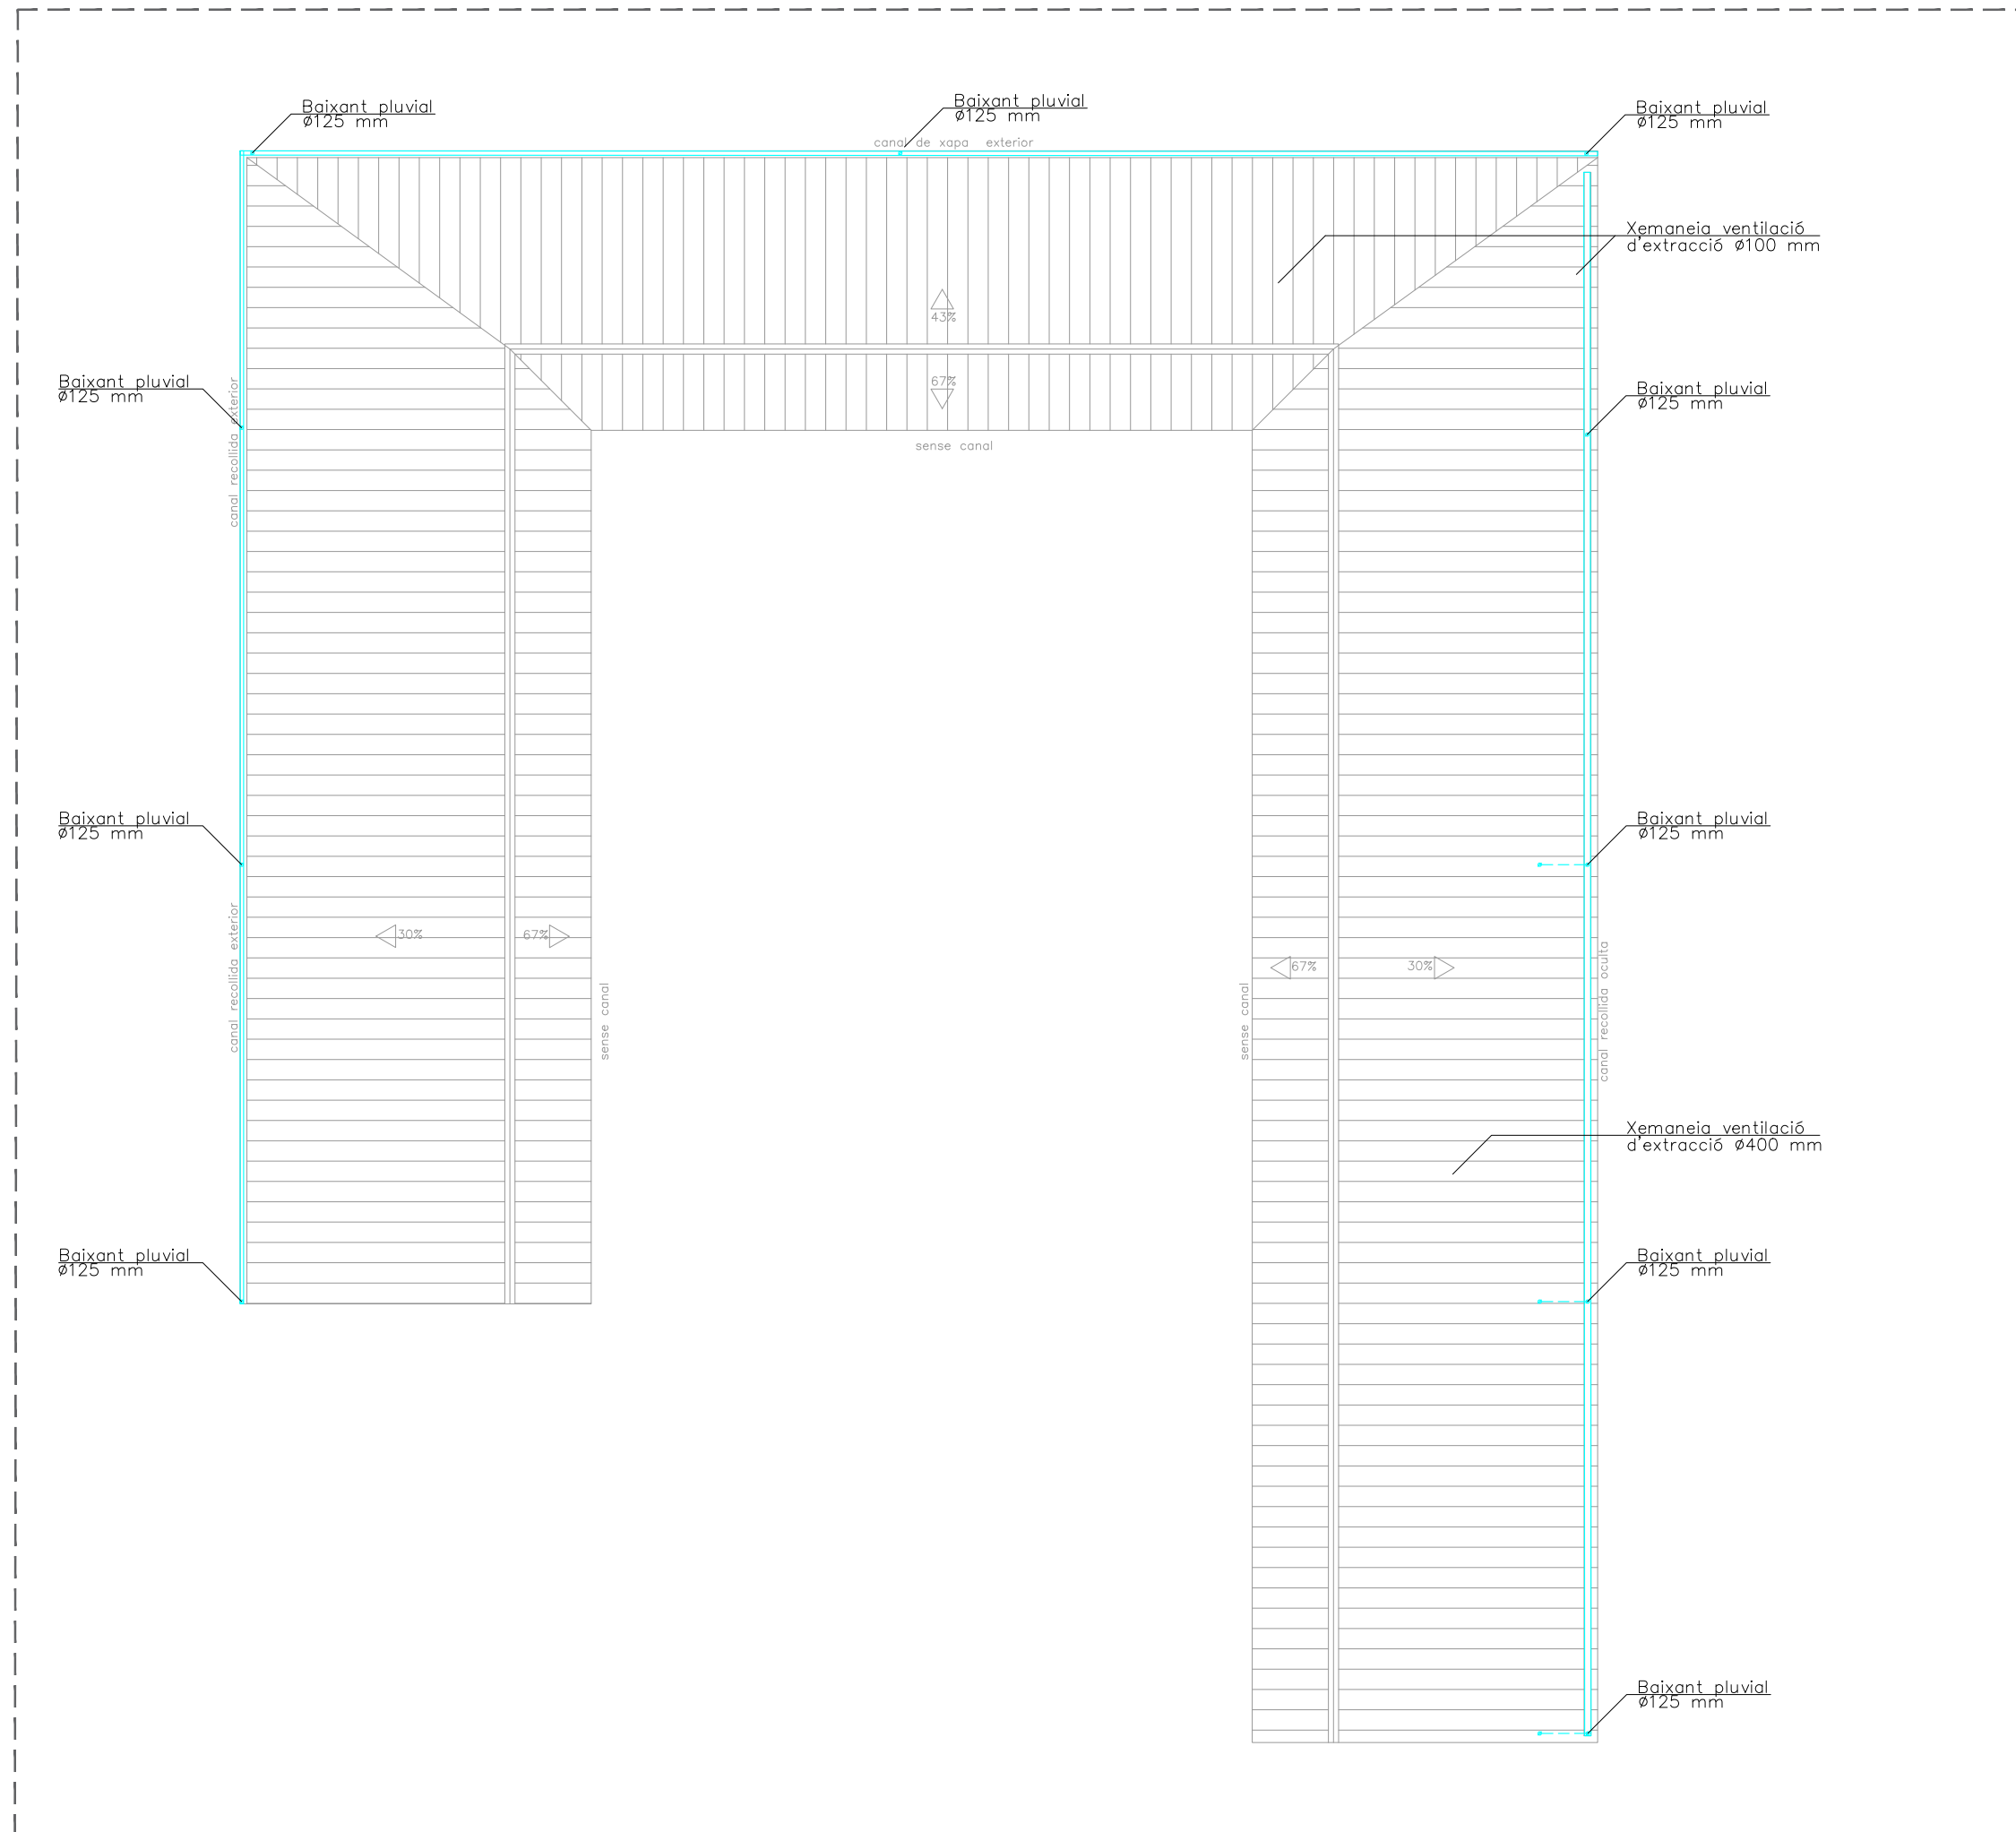 Baixant pluvial
Ø125 mm
Baixant pluvial
Ø125 mm
Baixant pluvial
Ø125 mm
canal de xapa exterior
Xemaneia ventilació
d'extracció Ø100 mm
43%
67%
sense canal
Baixant pluvial
Ø125 mm
canal recollida exterior
Baixant pluvial
Ø125 mm
Baixant pluvial
Ø125 mm
Baixant pluvial
Ø125 mm
canal recollida exterior
30%
67%
sense canal
sense canal
67%
30%
canal recollida oculta
Xemaneia ventilació
d'extracció Ø400 mm
Baixant pluvial
Ø125 mm
Baixant pluvial
Ø125 mm
Baixant pluvial
Ø125 mm